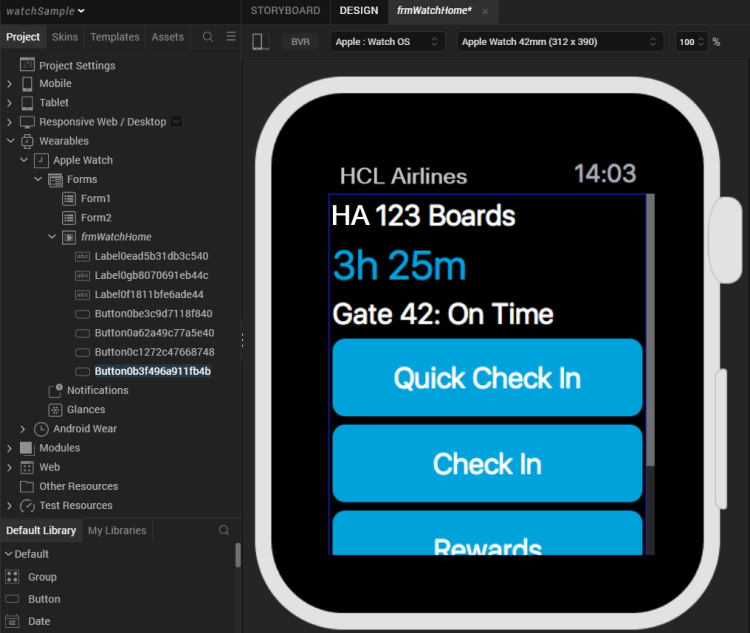 watchSample
Project Skins Templates Assets
Project Settings
Mobile
Tablet
Responsive Web / Desktop
Wearables
Apple Watch
Forms
Form1
Form2
frmWatchHome
abc Label0ead5b31db3c540
abc Label0gb8070691eb44c
abc Label0f1811bfe6ade44
Button0be3c9d7118f840
Button0a62a49c77a5e40
Button0c1272c47668748
Button0b3f496a911fb4b
Notifications
Glances
Android Wear
Modules
Web
Other Resources
Test Resources
Default Library My Libraries
Default
Group
Button
Date
STORYBOARD DESIGN frmWatchHome* ×
BVR Apple : Watch OS Apple Watch 42mm (312 x 390) 100 %
HCL Airlines 14:03
HA 123 Boards
3h 25m
Gate 42: On Time
Quick Check In
Check In
Rewards